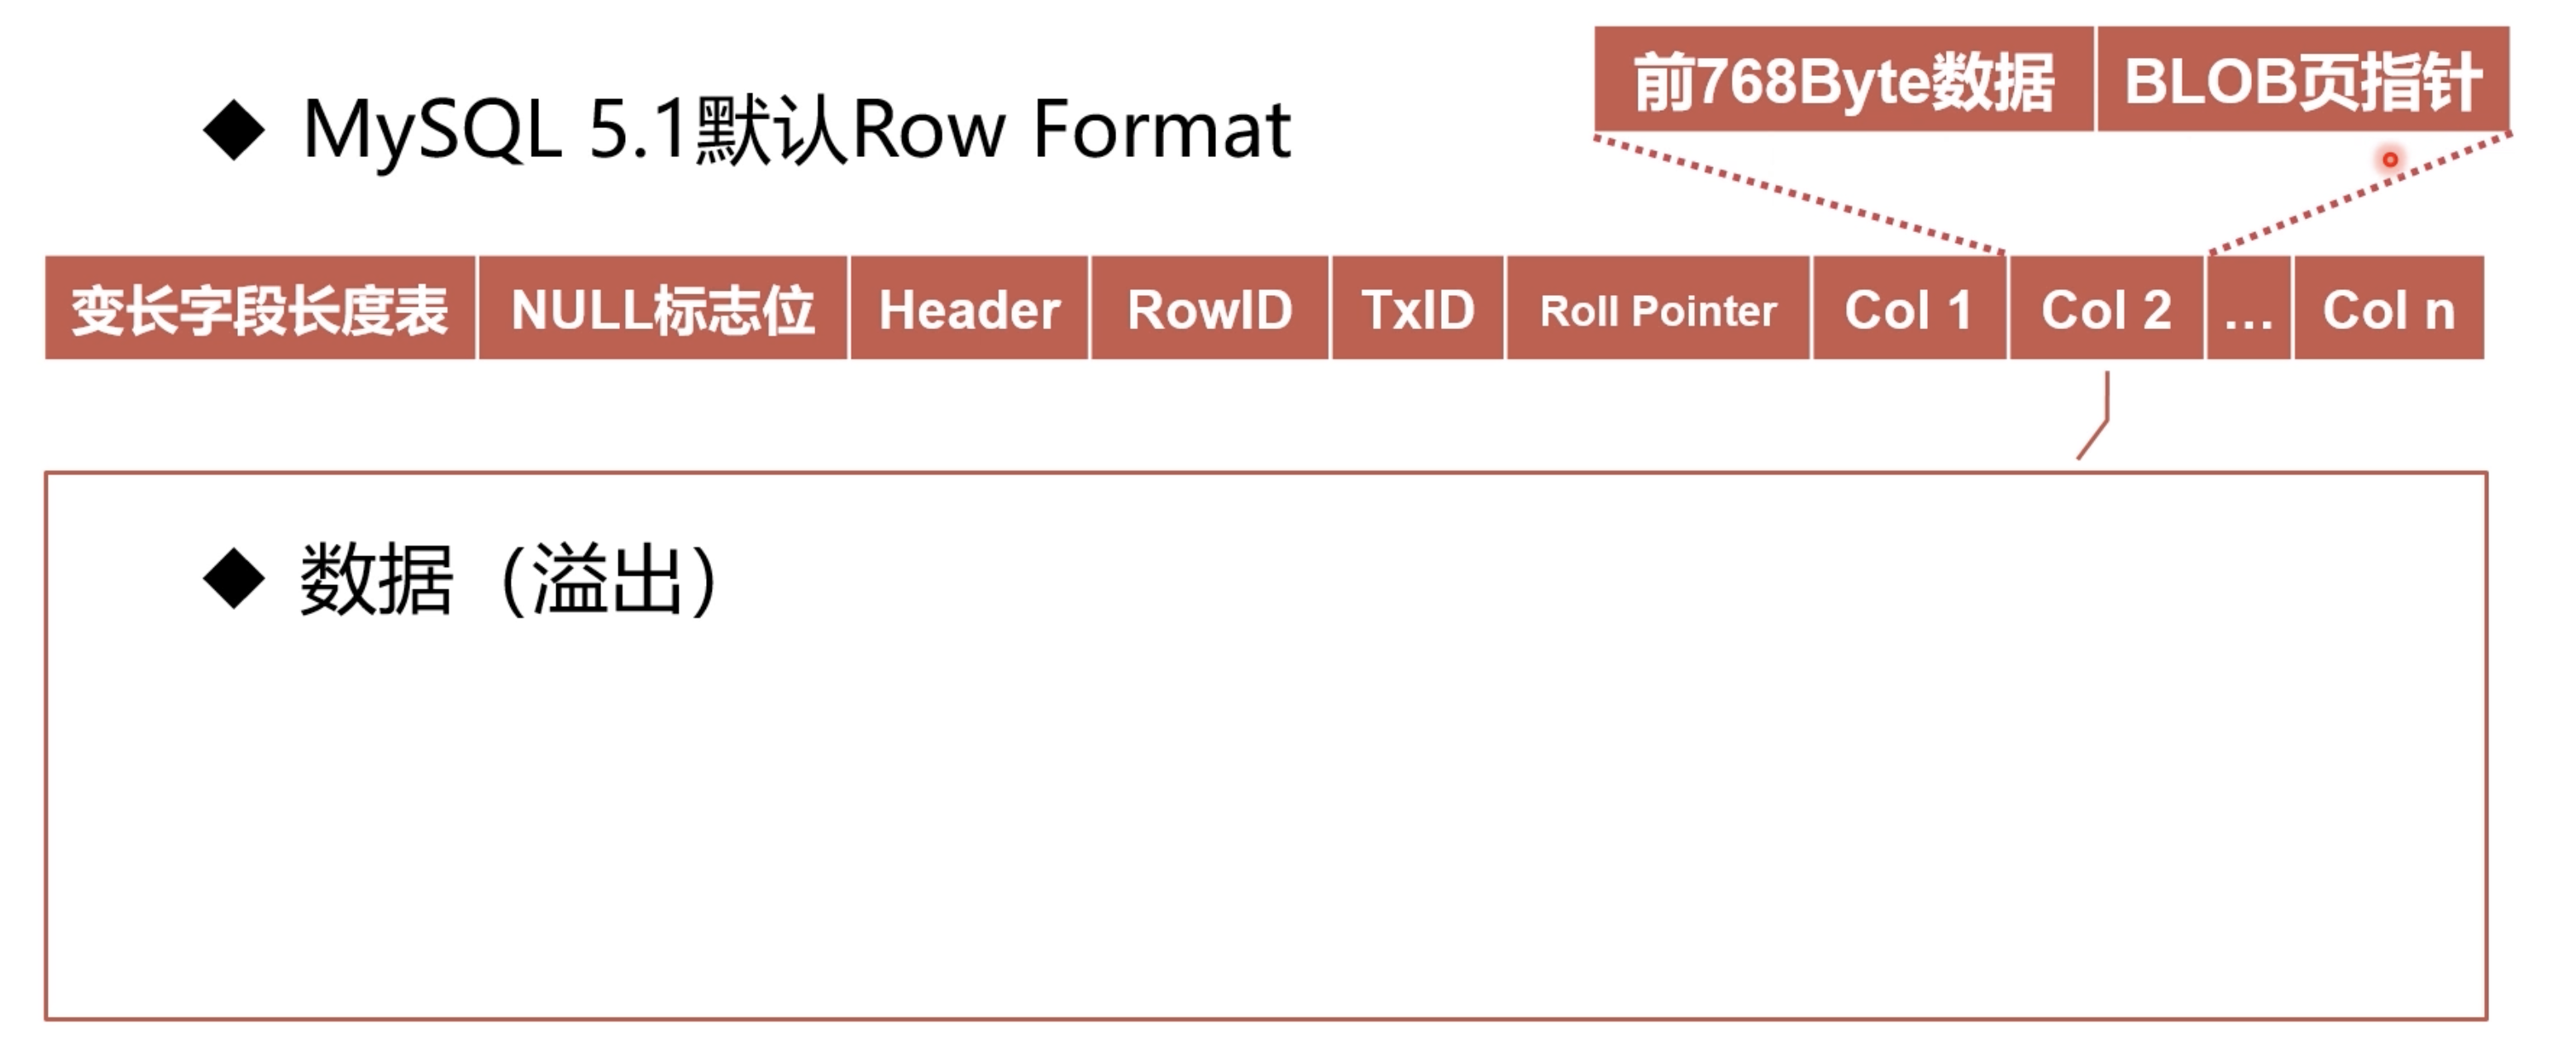 前768Byte数据 BLOB页指针
◆ MySQL 5.1默认Row Format
变长字段长度表 NULL标志位 Header RowID TxID Roll Pointer Col 1 Col 2 ... Col n
◆ 数据（溢出）